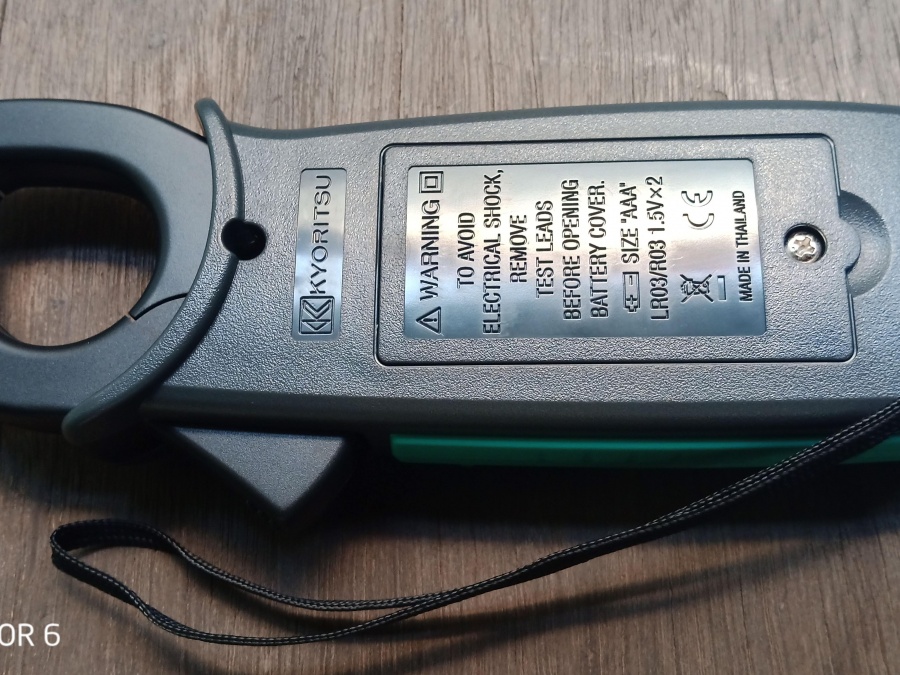 KYORITSU
WARNING
TO AVOID
ELECTRICAL SHOCK,
REMOVE
TEST LEADS
BEFORE OPENING
BATTERY COVER.
SIZE "AAA"
LR03/R03 1.5V×2
CE
MADE IN THAILAND
OR 6